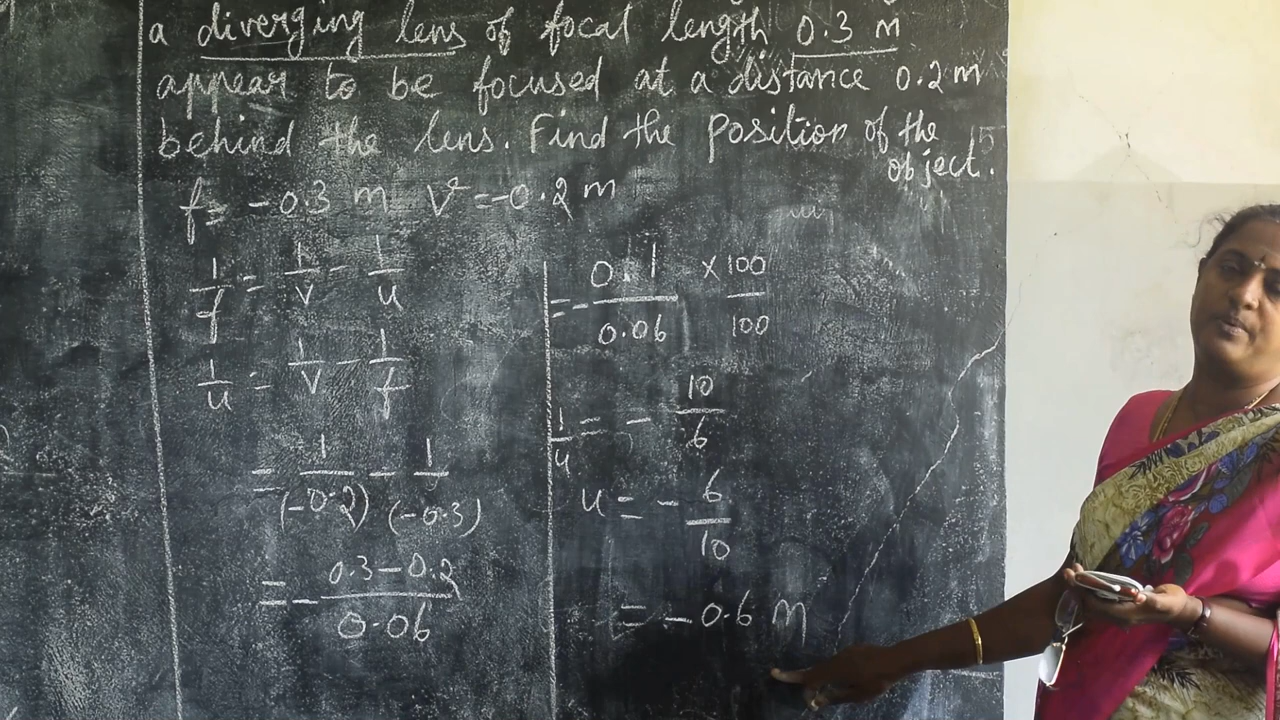 a diverging lens of focal length 0.3 m
appear to be focused at a distance 0.2 m
behind the lens. Find the position of the
object.
f = -0.3 m v = -0.2 m
1/f = 1/v - 1/u
1/u = 1/v - 1/f
= 1/(-0.2) - 1/(-0.3)
= - 0.3-0.2/0.06
= - 0.1/0.06 × 100/100
1/u = - 10/6
u = - 6/10
= - 0.6 m